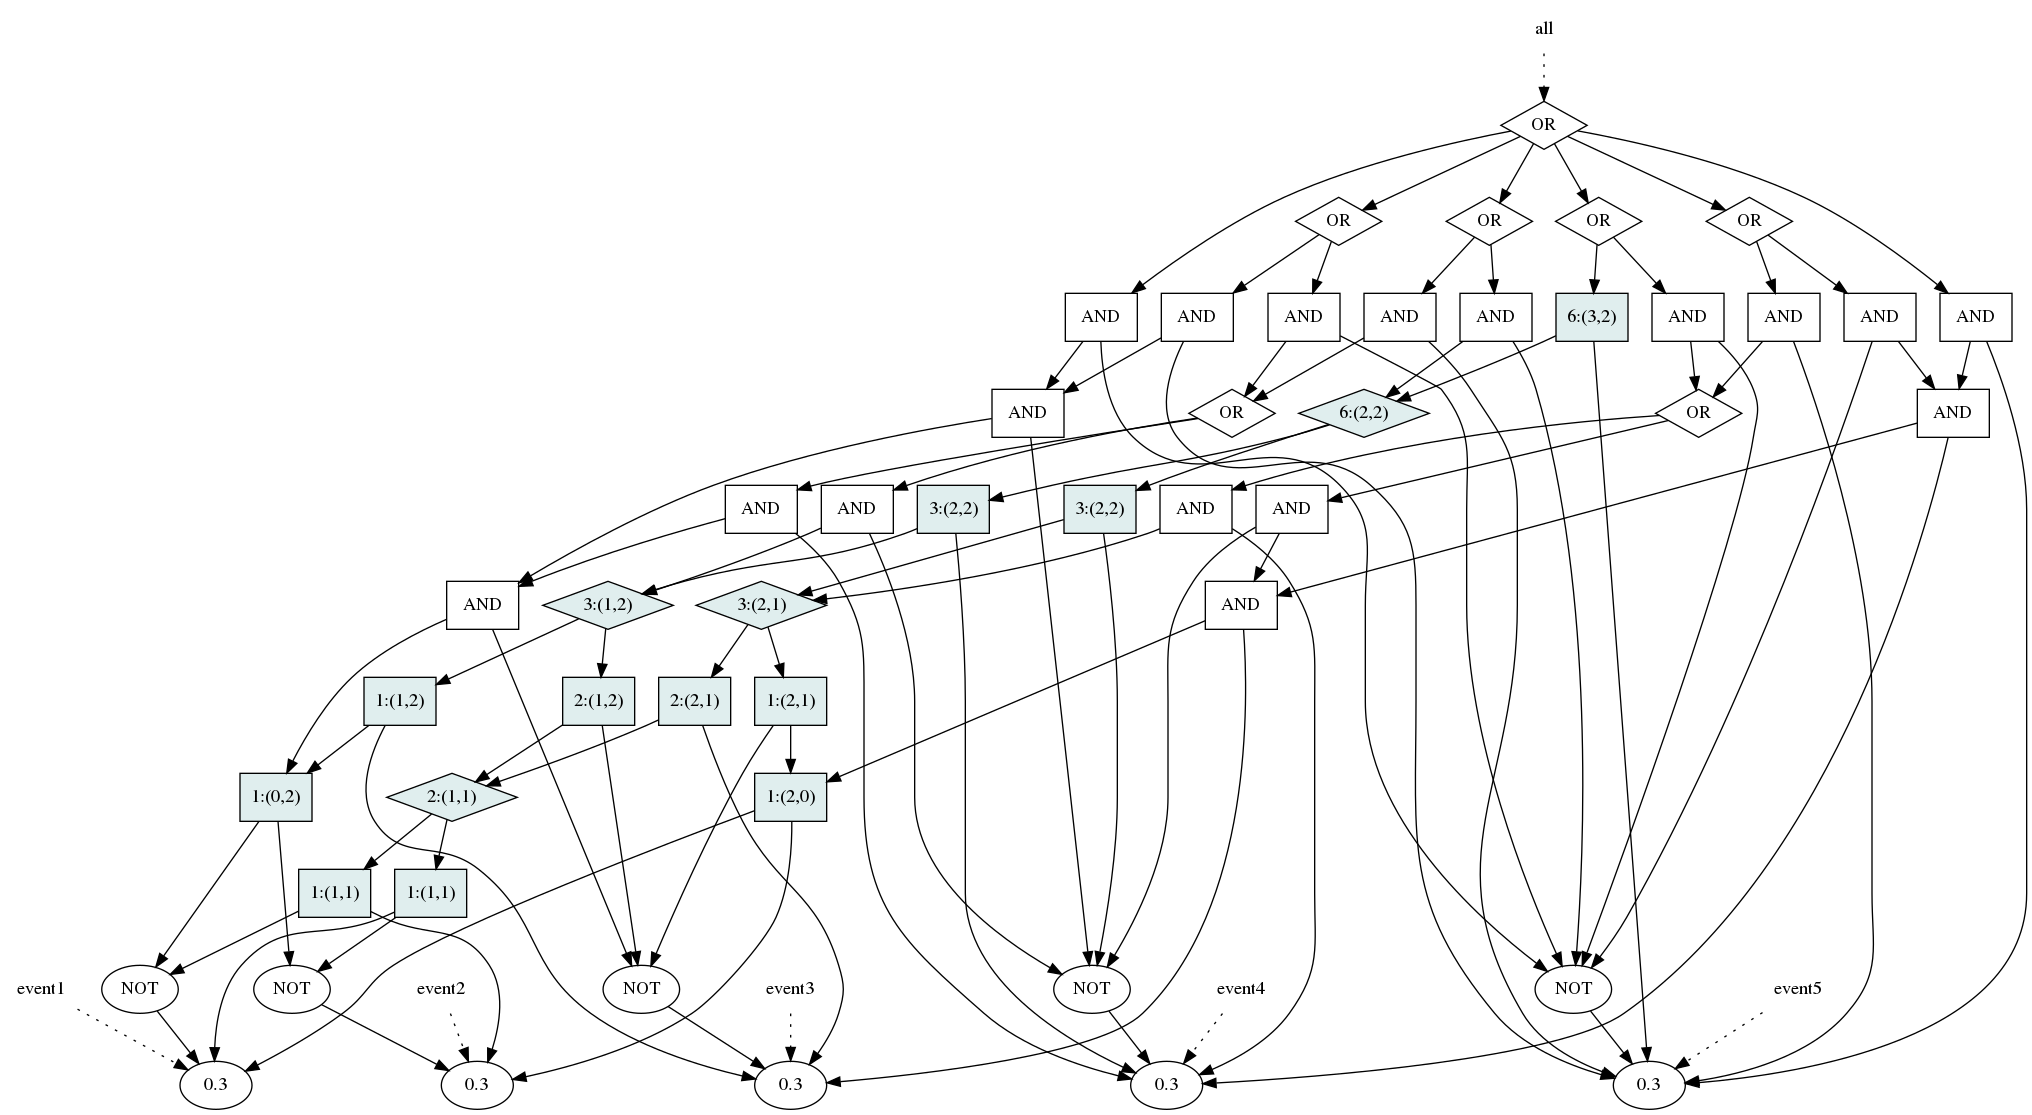 all
OR
OR OR OR OR
AND AND AND AND AND 6:(3,2) AND AND AND AND
AND OR 6:(2,2) OR AND
AND AND 3:(2,2) 3:(2,2) AND AND
AND 3:(1,2) 3:(2,1) AND
1:(1,2) 2:(1,2) 2:(2,1) 1:(2,1)
1:(0,2) 2:(1,1) 1:(2,0)
1:(1,1) 1:(1,1)
event1 NOT NOT event2 NOT event3 NOT event4 NOT event5
0.3 0.3 0.3 0.3 0.3